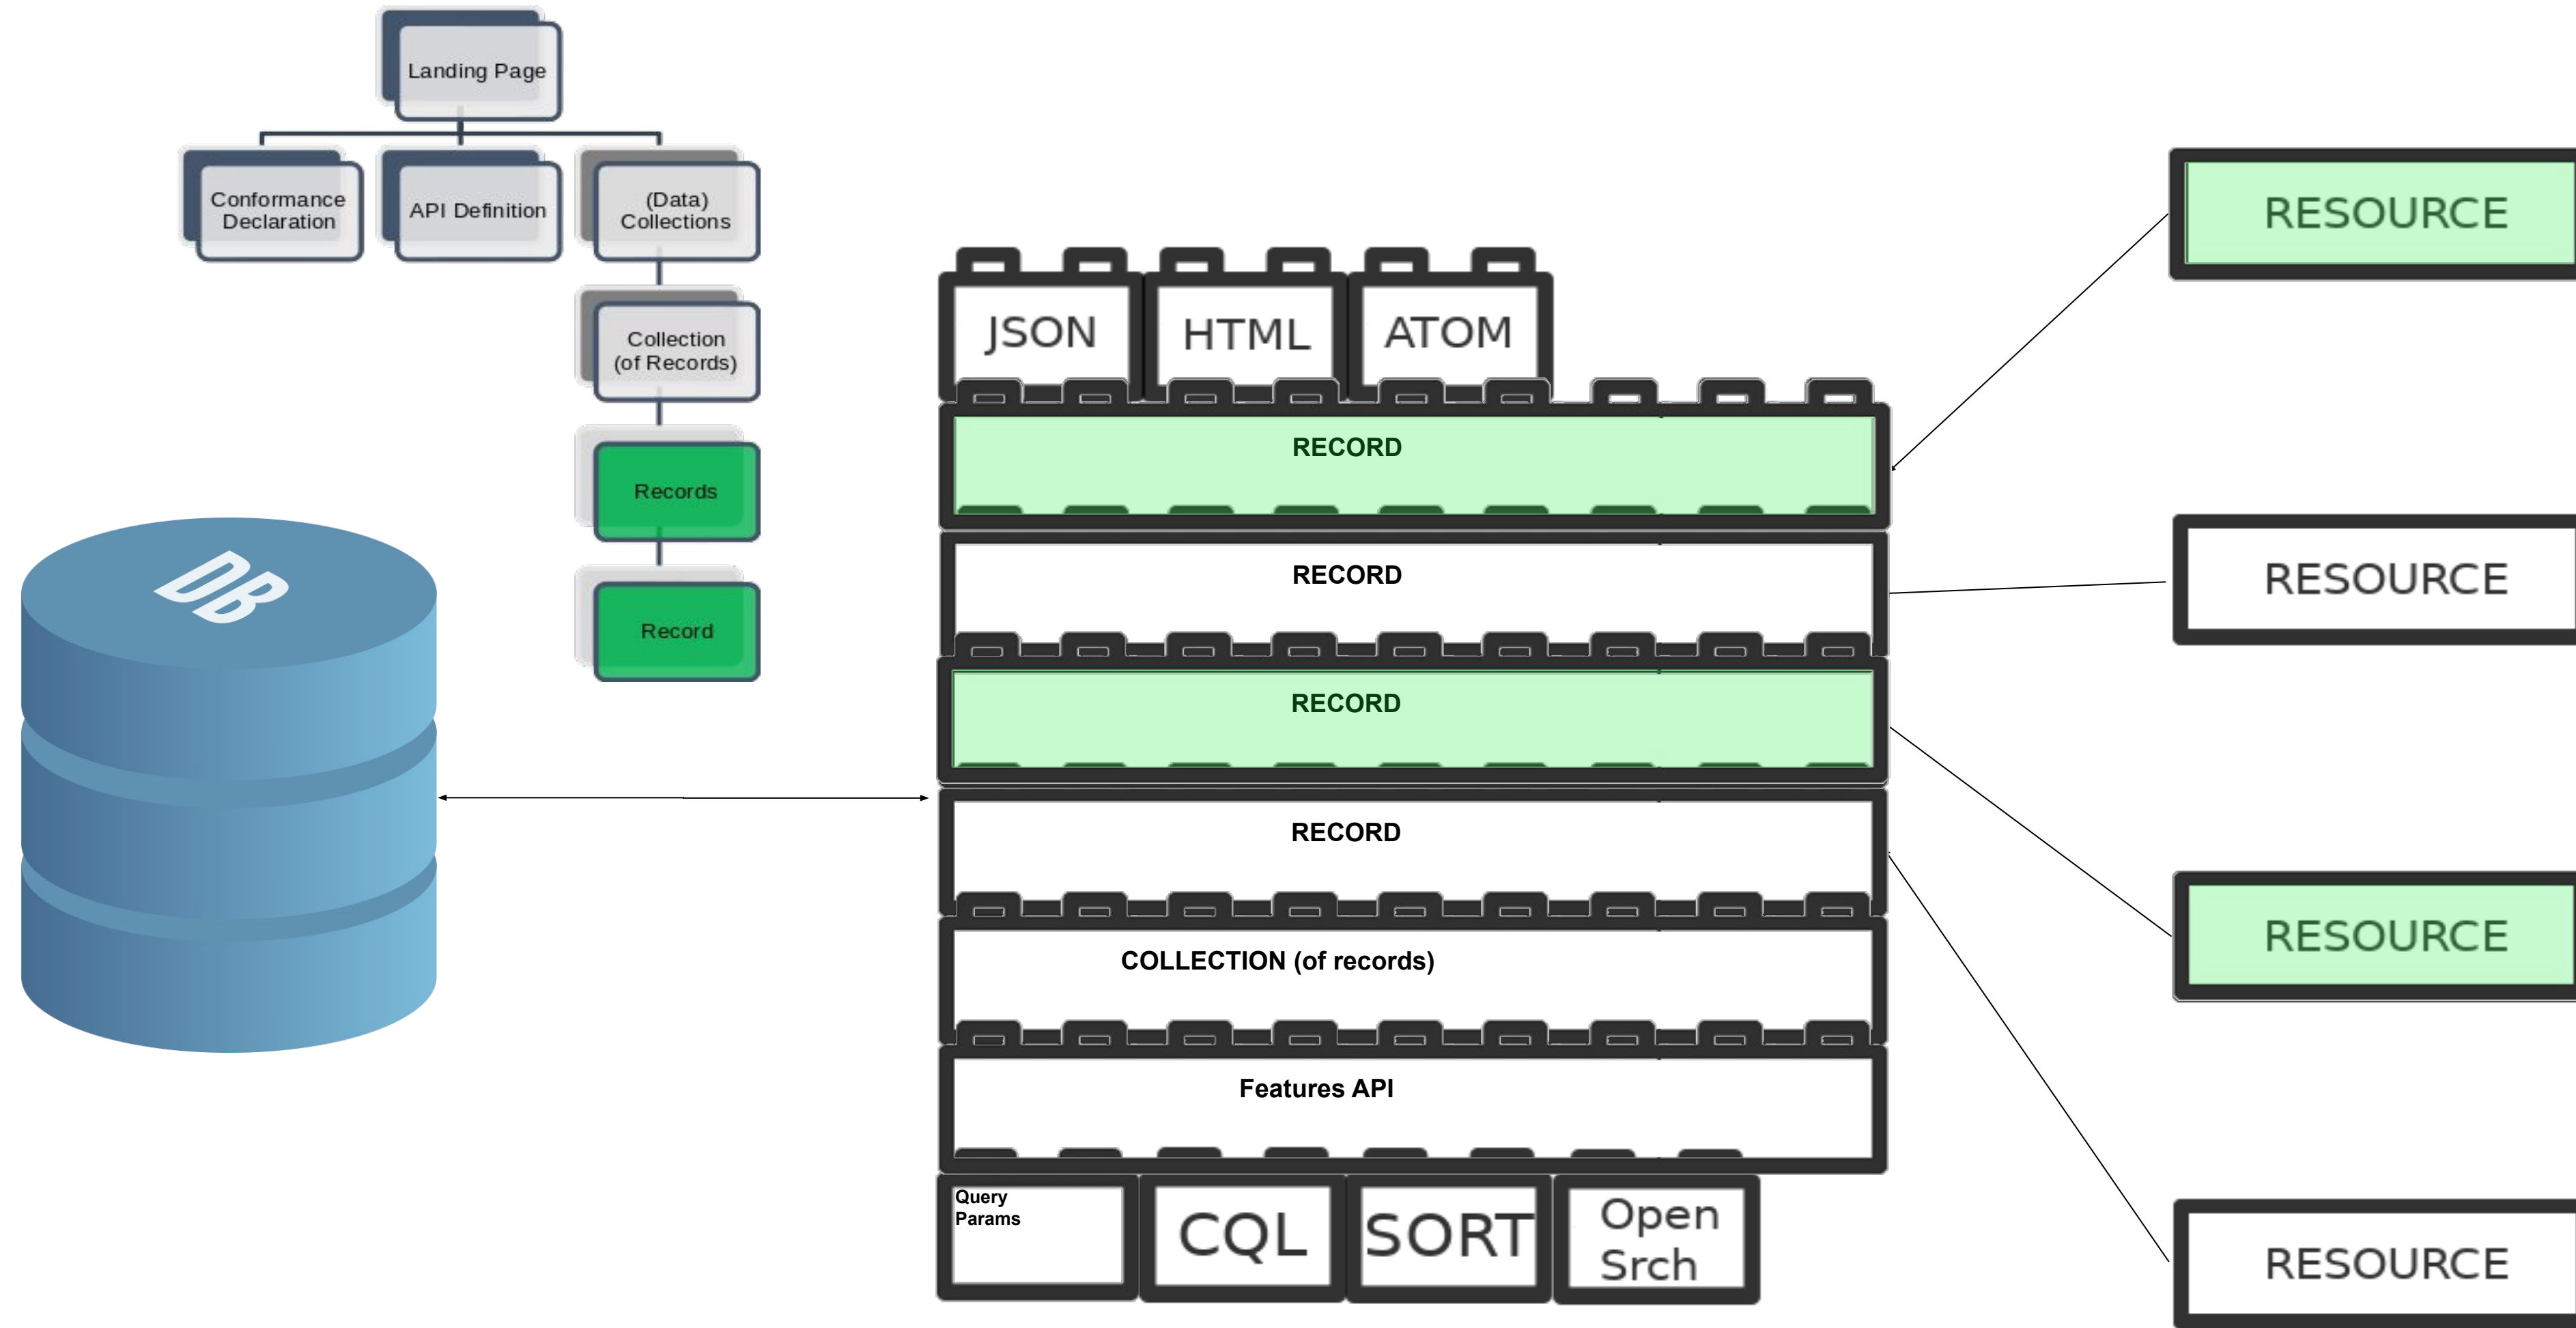 Landing Page
Conformance
Declaration
API Definition
(Data)
Collections
Collection
(of Records)
Records
Record
DB
JSON
HTML
ATOM
RECORD
RECORD
RECORD
RECORD
COLLECTION (of records)
Features API
Query
Params
CQL
SORT
Open
Srch
RESOURCE
RESOURCE
RESOURCE
RESOURCE